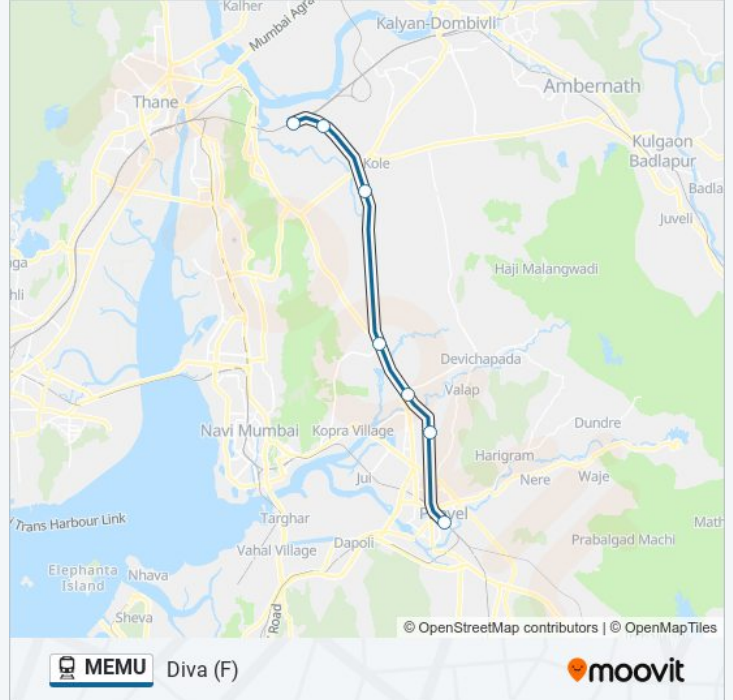 Kalher
Mumbai Agra
Kalyan-Dombivli
Ambernath
Thane
Kulgaon
Badlapur
Kole
Badla
Juveli
nga
hli
Haji Malangwadi
Devichapada
Valap
Navi Mumbai
Kopra Village
Dundre
Harigram
Jui
Nere
Waje
Trans Harbour Link
Targhar
P vel
Math
Vahal Village
Dapoli
Prabalgad Machi
Elephanta
Island
Nhava
Sheva
Road
© OpenStreetMap contributors | © OpenMapTiles
MEMU
Diva (F)
moovit